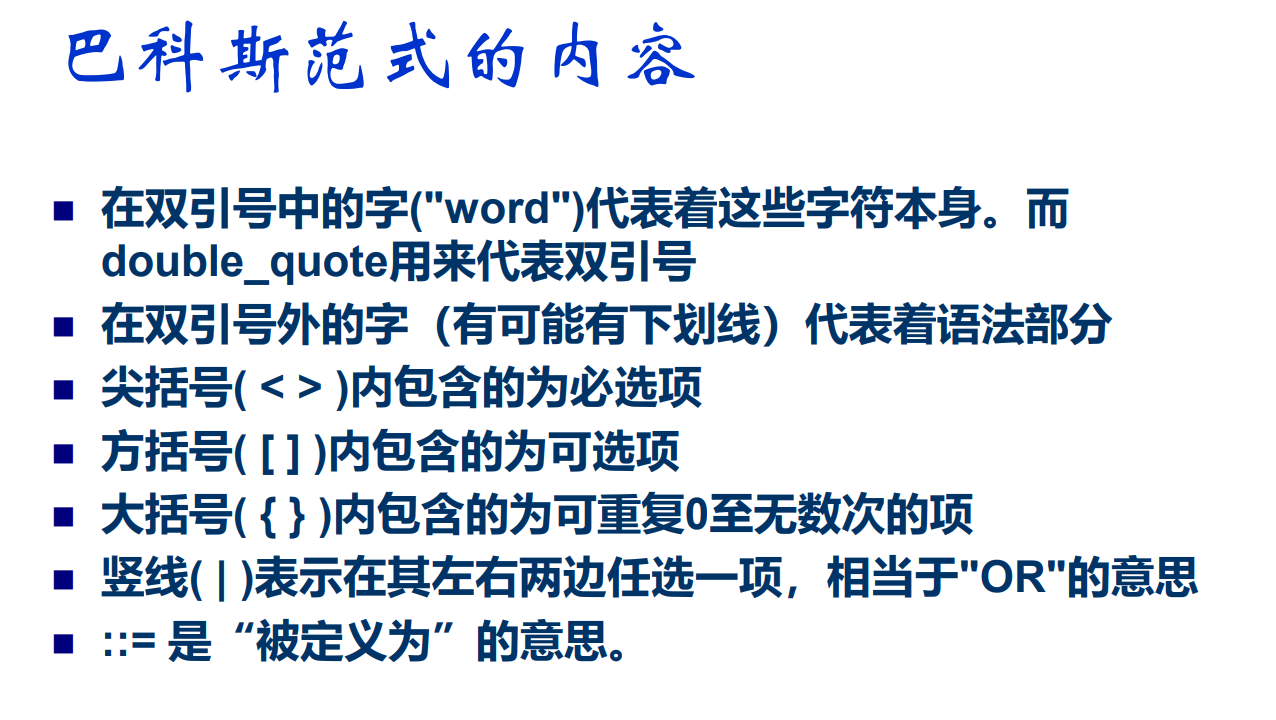 巴科斯范式的内容
在双引号中的字("word")代表着这些字符本身。而
double_quote用来代表双引号
在双引号外的字（有可能有下划线）代表着语法部分
尖括号( < > )内包含的为必选项
方括号( [ ] )内包含的为可选项
大括号( { } )内包含的为可重复0至无数次的项
竖线( | )表示在其左右两边任选一项，相当于"OR"的意思
::= 是“被定义为”的意思。